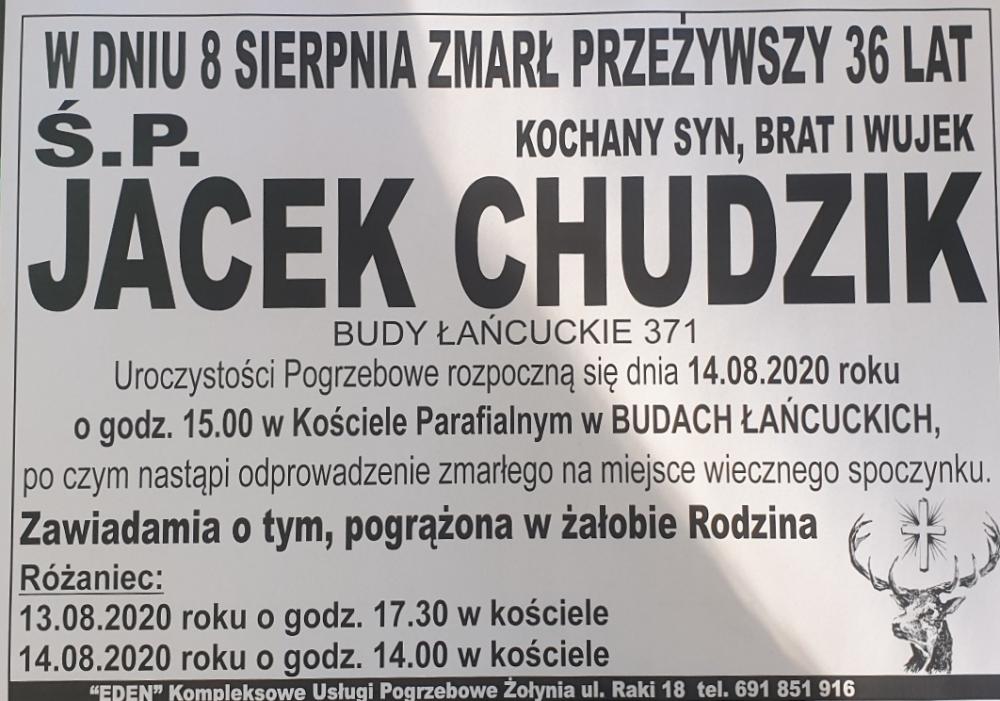 W DNIU 8 SIERPNIA ZMARŁ PRZEŻYWSZY 36 LAT
Ś.P. KOCHANY SYN, BRAT I WUJEK
JACEK CHUDZIK
BUDY ŁAŃCUCKIE 371
Uroczystości Pogrzebowe rozpoczną się dnia 14.08.2020 roku
o godz. 15.00 w Kościele Parafialnym w BUDACH ŁAŃCUCKICH,
po czym nastąpi odprowadzenie zmarłego na miejsce wiecznego spoczynku.
Zawiadamia o tym, pogrążona w żałobie Rodzina
Różaniec:
13.08.2020 roku o godz. 17.30 w kościele
14.08.2020 roku o godz. 14.00 w kościele
“EDEN” Kompleksowe Usługi Pogrzebowe Żołynia ul. Raki 18 tel. 691 851 916